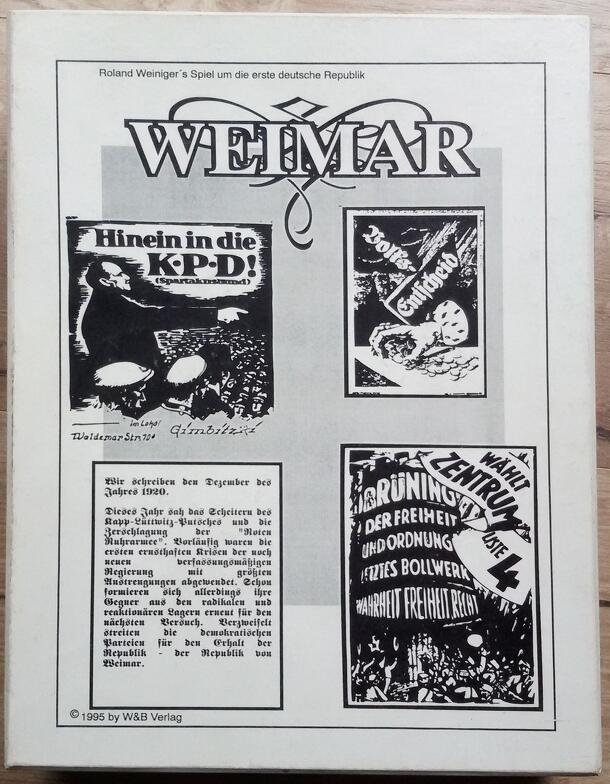 Roland Weiniger´s Spiel um die erste deutsche Republik
WEIMAR
Hinein in die
K·P·D!
(Spartakusbund)
im Lokal
Gimbitzki
Waldemar Str. 104
Volks
Entscheid
WÄHLT
ZENTRUM
LISTE
4
BRÜNING
DER FREIHEIT
UND ORDNUNG
LETZTES BOLLWERK
WAHRHEIT FREIHEIT RECHT
Wir schreiben den Dezember des
Jahres 1920.
Dieses Jahr sah das Scheitern des
Kapp-Lüttwitz-Putsches und die
Zerschlagung der "Roten
Ruhrarmee". Vorläufig waren die
ersten ernsthaften Krisen der noch
neuen verfassungsmäßigen
Regierung mit größten
Anstrengungen abgewendet. Schon
formieren sich allerdings ihre
Gegner aus den radikalen und
reaktionären Lagern erneut für den
nächsten Versuch. Verzweifelt
streiten die demokratischen
Parteien für den Erhalt der
Republik - der Republik von
Weimar.
© 1995 by W&B Verlag